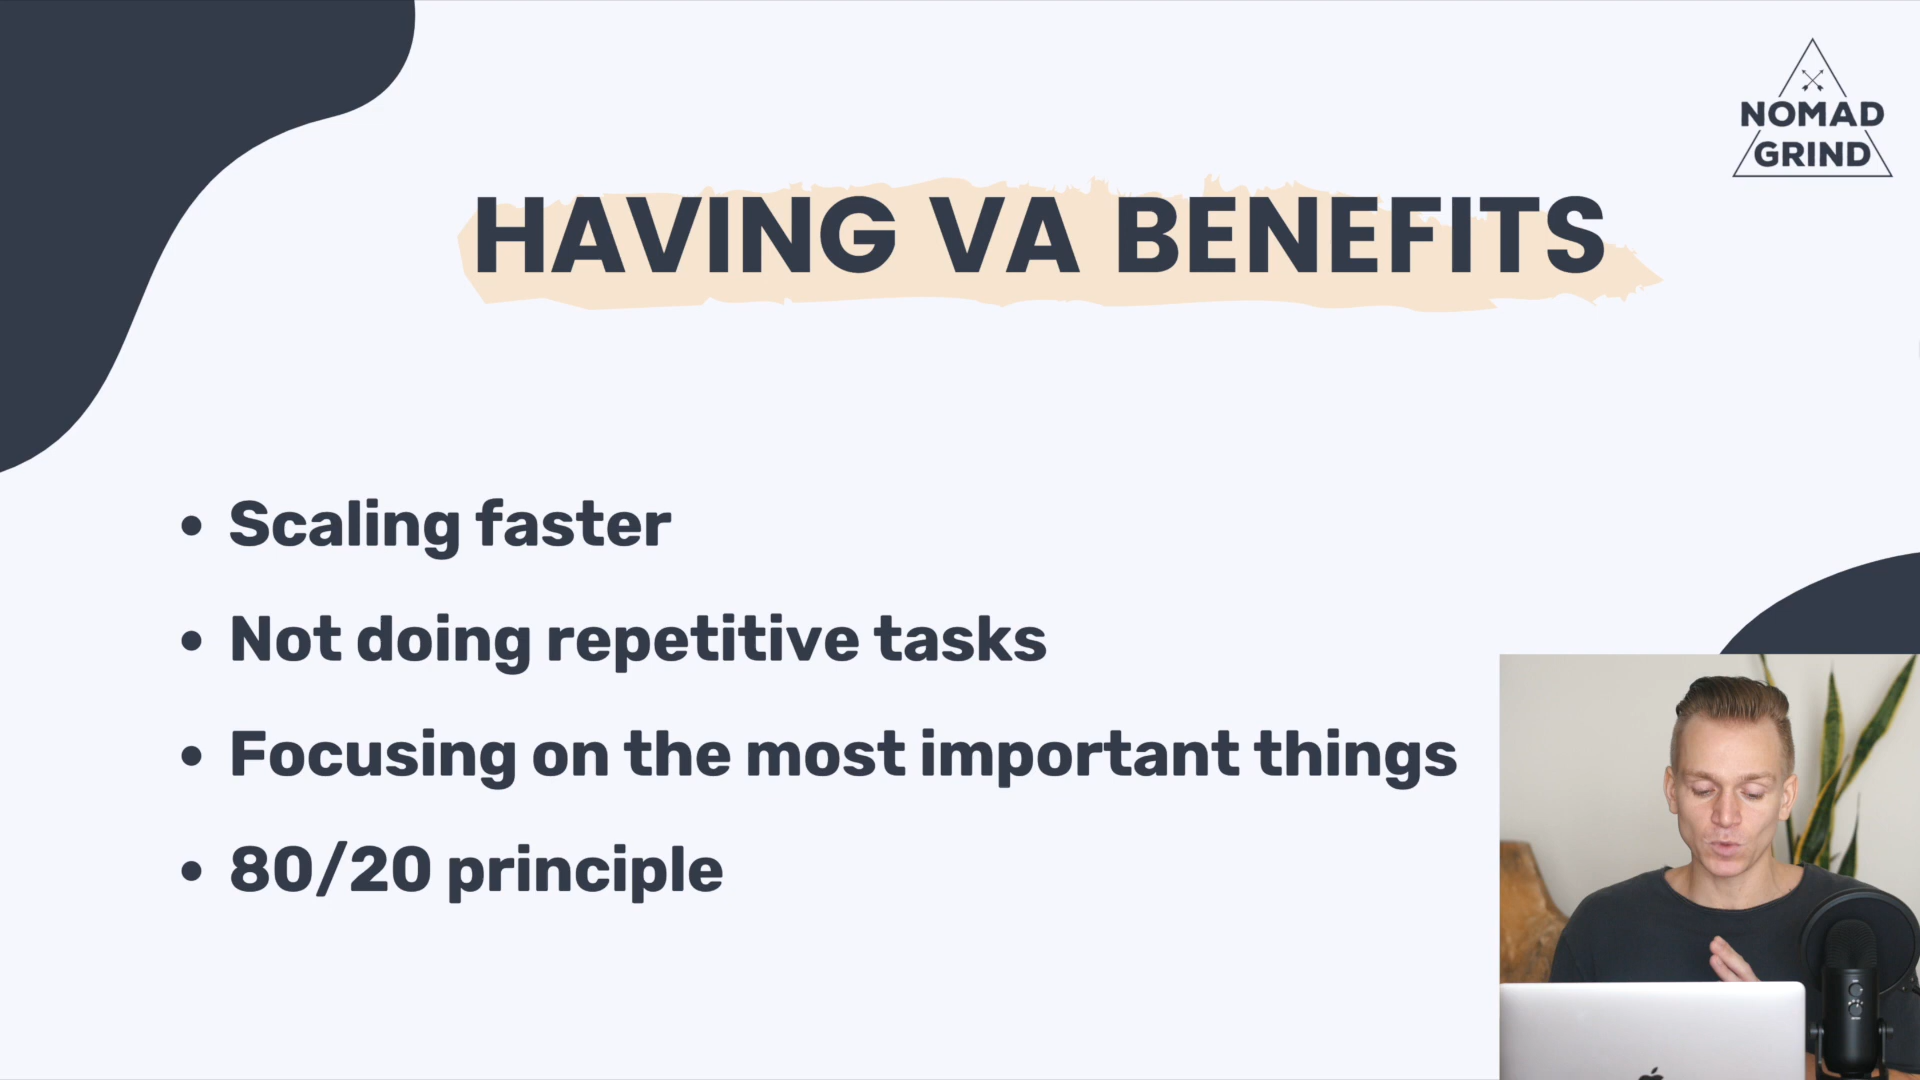 NOMAD
GRIND
HAVING VA BENEFITS
• Scaling faster
• Not doing repetitive tasks
• Focusing on the most important things
• 80/20 principle